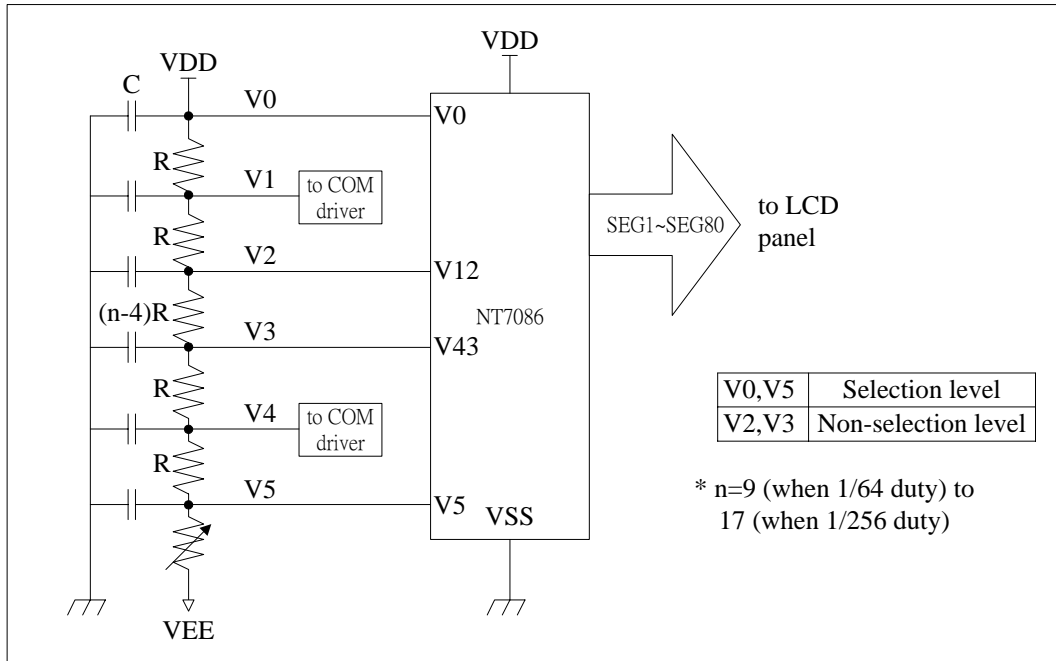 VDD
VDD
C
V0
V0
R
V1
to COM
driver
R
SEG1~SEG80
to LCD
panel
V2
V12
(n-4)R
NT7086
V3
V43
R
V4
to COM
driver
V0,V5 Selection level
V2,V3 Non-selection level
R
V5
V5
VSS
* n=9 (when 1/64 duty) to
17 (when 1/256 duty)
VEE